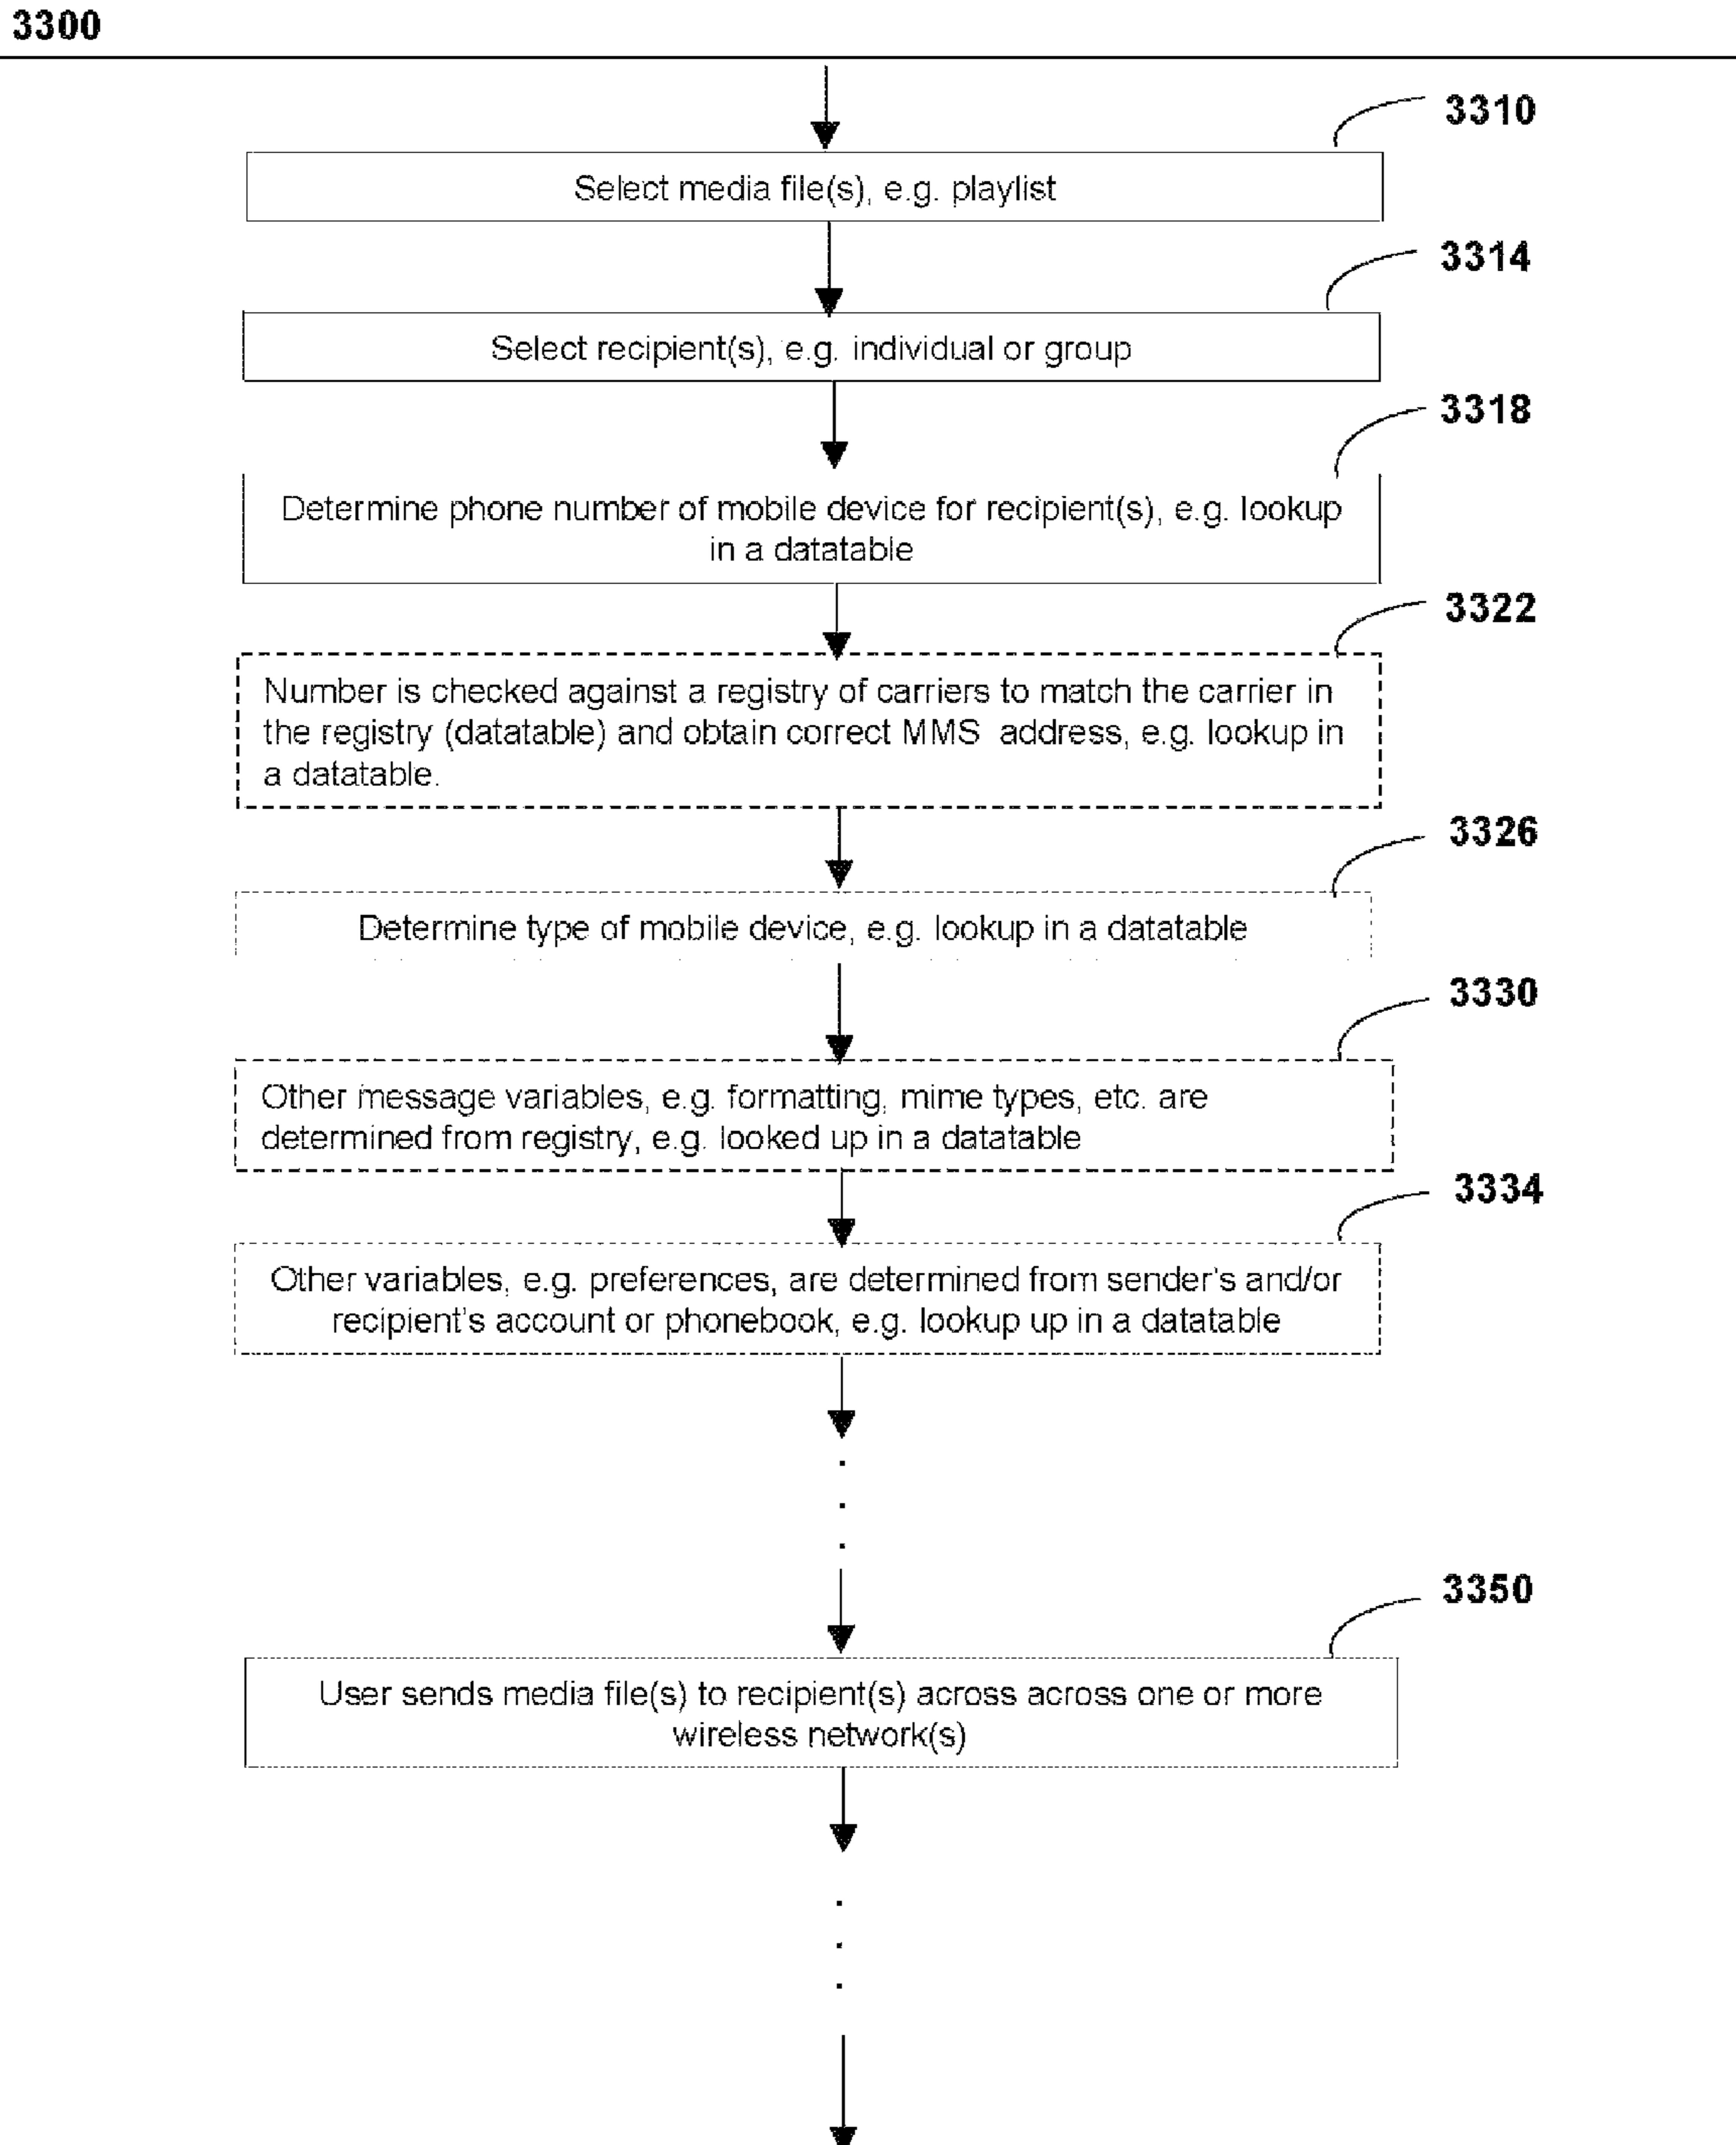 3300
3310
Select media file(s), e.g. playlist
3314
Select recipient(s), e.g. individual or group
3318
Determine phone number of mobile device for recipient(s), e.g. lookup
in a datatable
3322
Number is checked against a registry of carriers to match the carrier in
the registry (datatable) and obtain correct MMS address, e.g. lookup in
a datatable.
3326
Determine type of mobile device, e.g. lookup in a datatable
3330
Other message variables, e.g. formatting, mime types, etc. are
determined from registry, e.g. looked up in a datatable
3334
Other variables, e.g. preferences, are determined from sender's and/or
recipient's account or phonebook, e.g. lookup up in a datatable
3350
User sends media file(s) to recipient(s) across across one or more
wireless network(s)